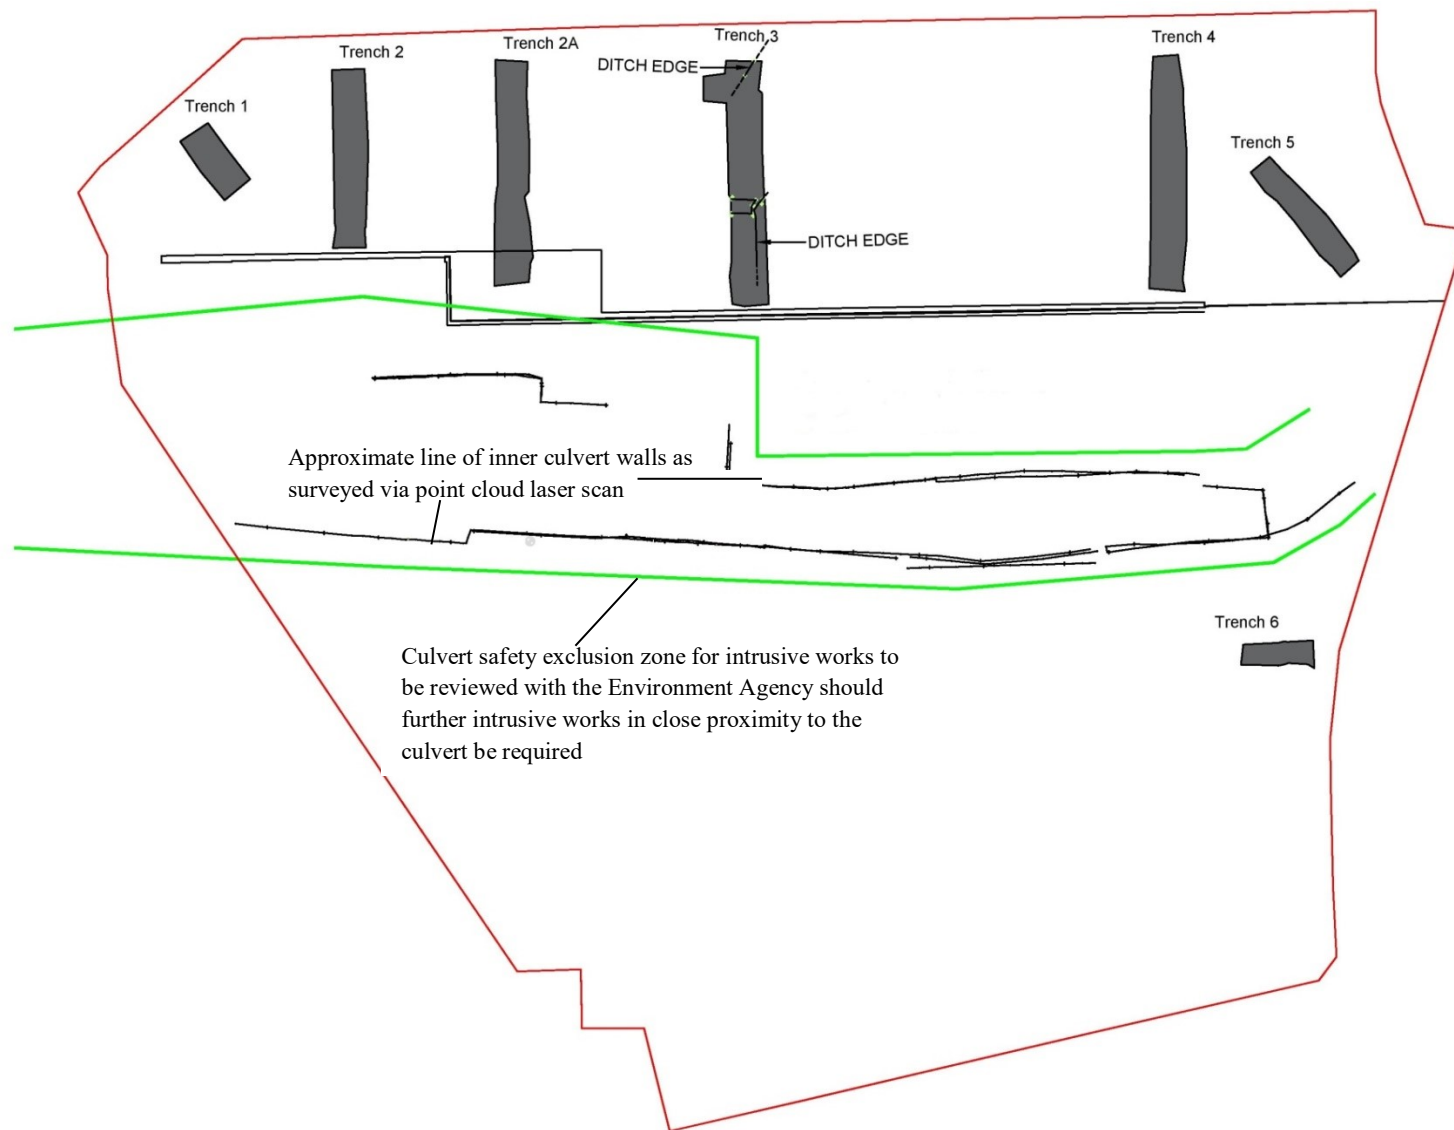 Trench 1
Trench 2
Trench 2A
Trench 3
DITCH EDGE
Trench 4
Trench 5
DITCH EDGE
Approximate line of inner culvert walls as
surveyed via point cloud laser scan
Trench 6
Culvert safety exclusion zone for intrusive works to
be reviewed with the Environment Agency should
further intrusive works in close proximity to the
culvert be required